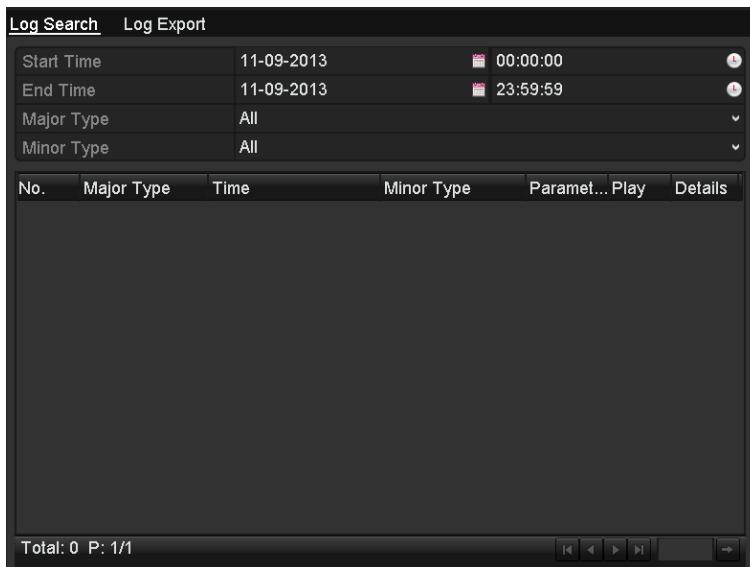 Log Search Log Export
Start Time 11-09-2013 00:00:00
End Time 11-09-2013 23:59:59
Major Type All
Minor Type All
No. Major Type Time Minor Type Paramet... Play Details
Total: 0 P: 1/1